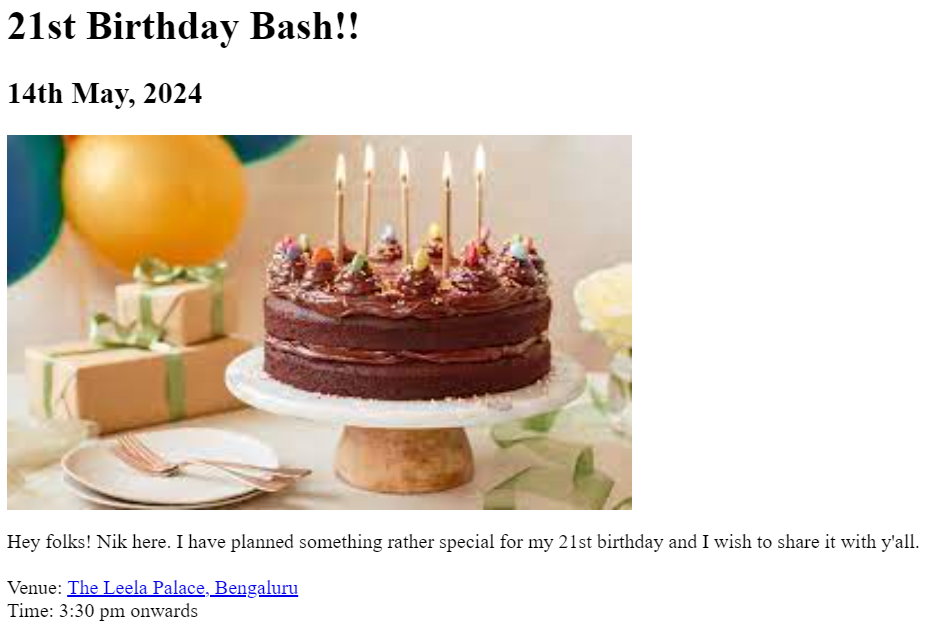 21st Birthday Bash!!
14th May, 2024
Hey folks! Nik here. I have planned something rather special for my 21st birthday and I wish to share it with y'all.
Venue: The Leela Palace, Bengaluru
Time: 3:30 pm onwards